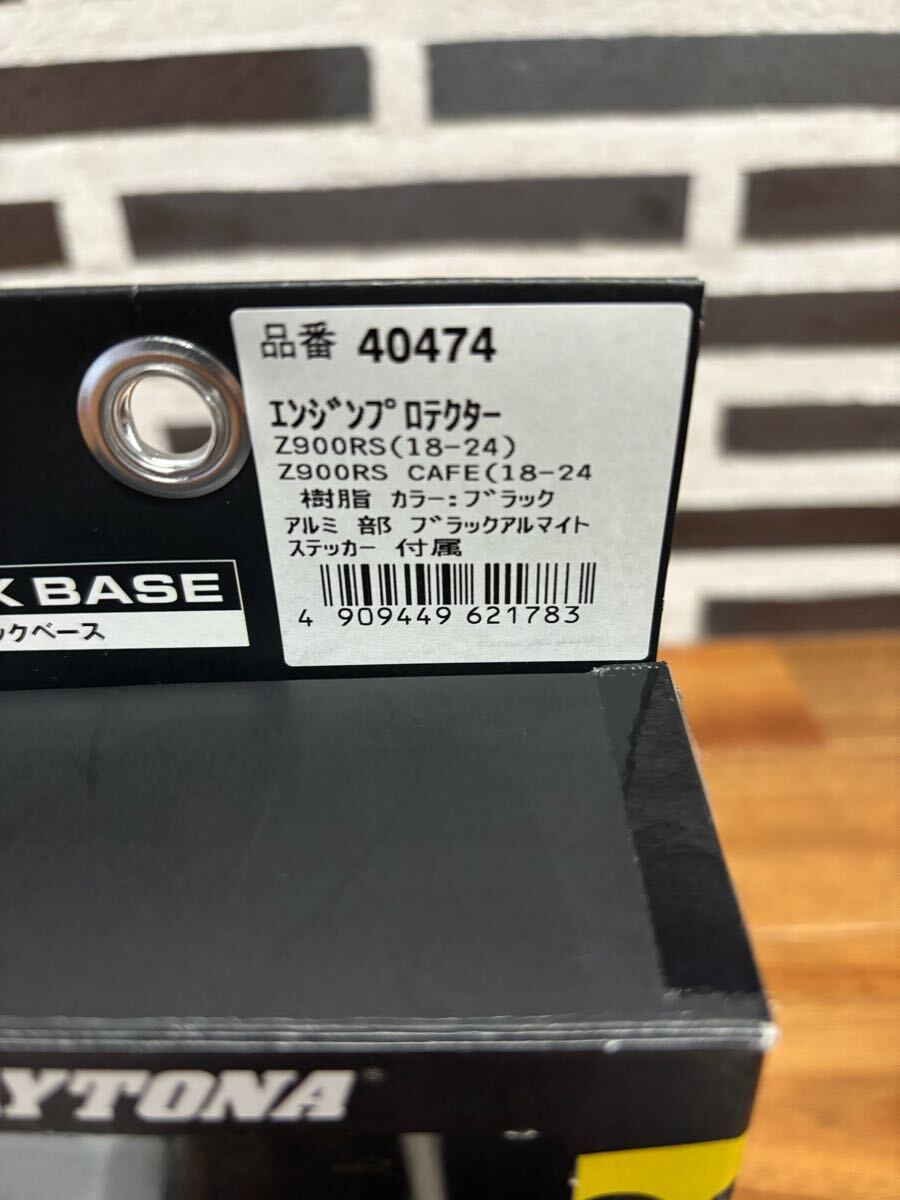 品番 40474
エンジンプロテクター
Z900RS(18-24)
Z900RS CAFE(18-24
樹脂 カラー:ブラック
アルミ 部 ブラックアルマイト
ステッカー 付属
4 909449 621783
K BASE
ックベース
AYTONA